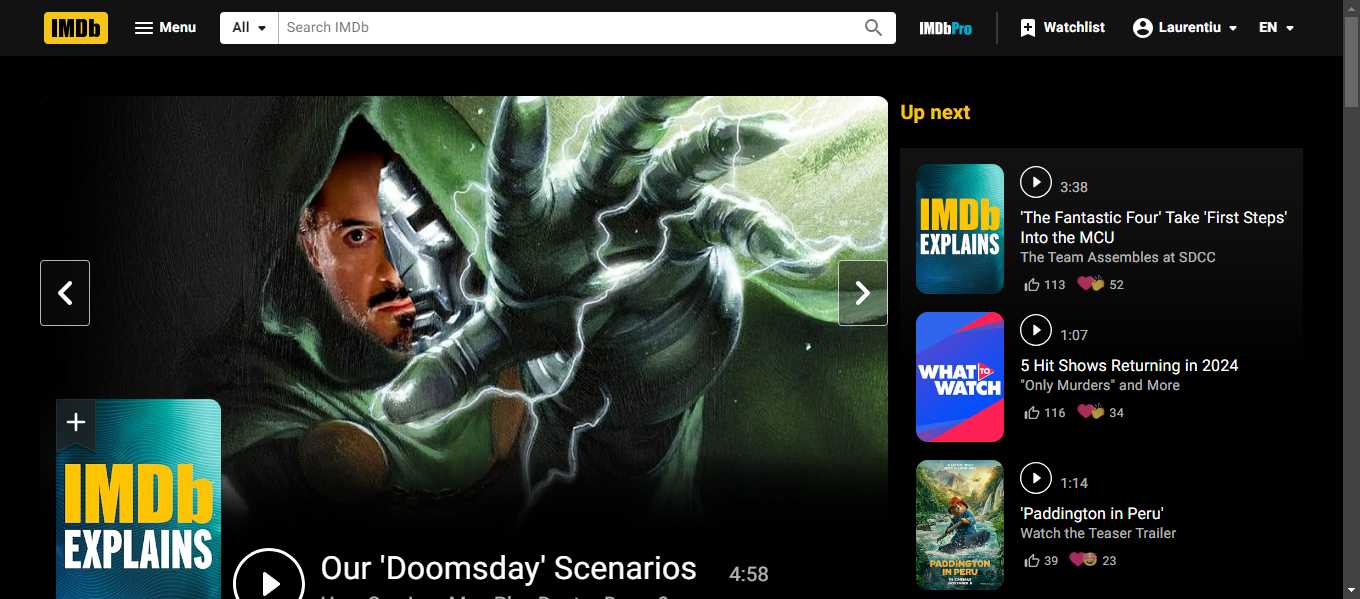 IMDb
Menu
All
Search IMDb
IMDbPro
Watchlist
Laurentiu
EN
Up next
IMDb
EXPLAINS
3:38
'The Fantastic Four' Take 'First Steps'
Into the MCU
The Team Assembles at SDCC
113
52
WHAT TO
WATCH
1:07
5 Hit Shows Returning in 2024
"Only Murders" and More
116
34
PADDINGTON
IN PERU
1:14
'Paddington in Peru'
Watch the Teaser Trailer
39
23
IMDb
EXPLAINS
Our 'Doomsday' Scenarios
4:58